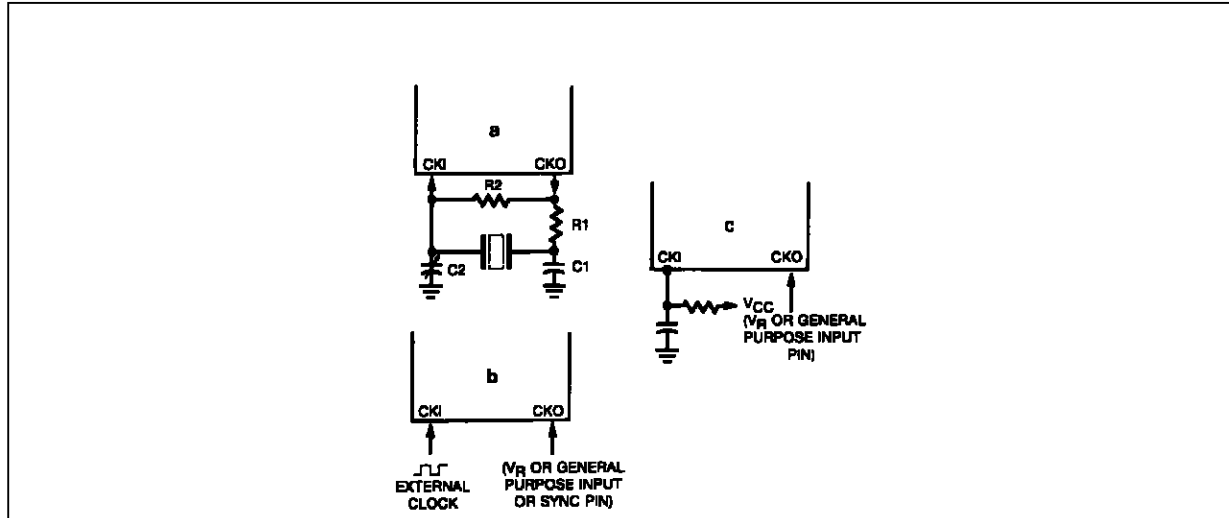 a
CKI CKO
R2
R1
C2 C1
b
CKI CKO
EXTERNAL
CLOCK
(VR OR GENERAL
PURPOSE INPUT
OR SYNC PIN)
c
CKI CKO
VCC
(VR OR GENERAL
PURPOSE INPUT
PIN)